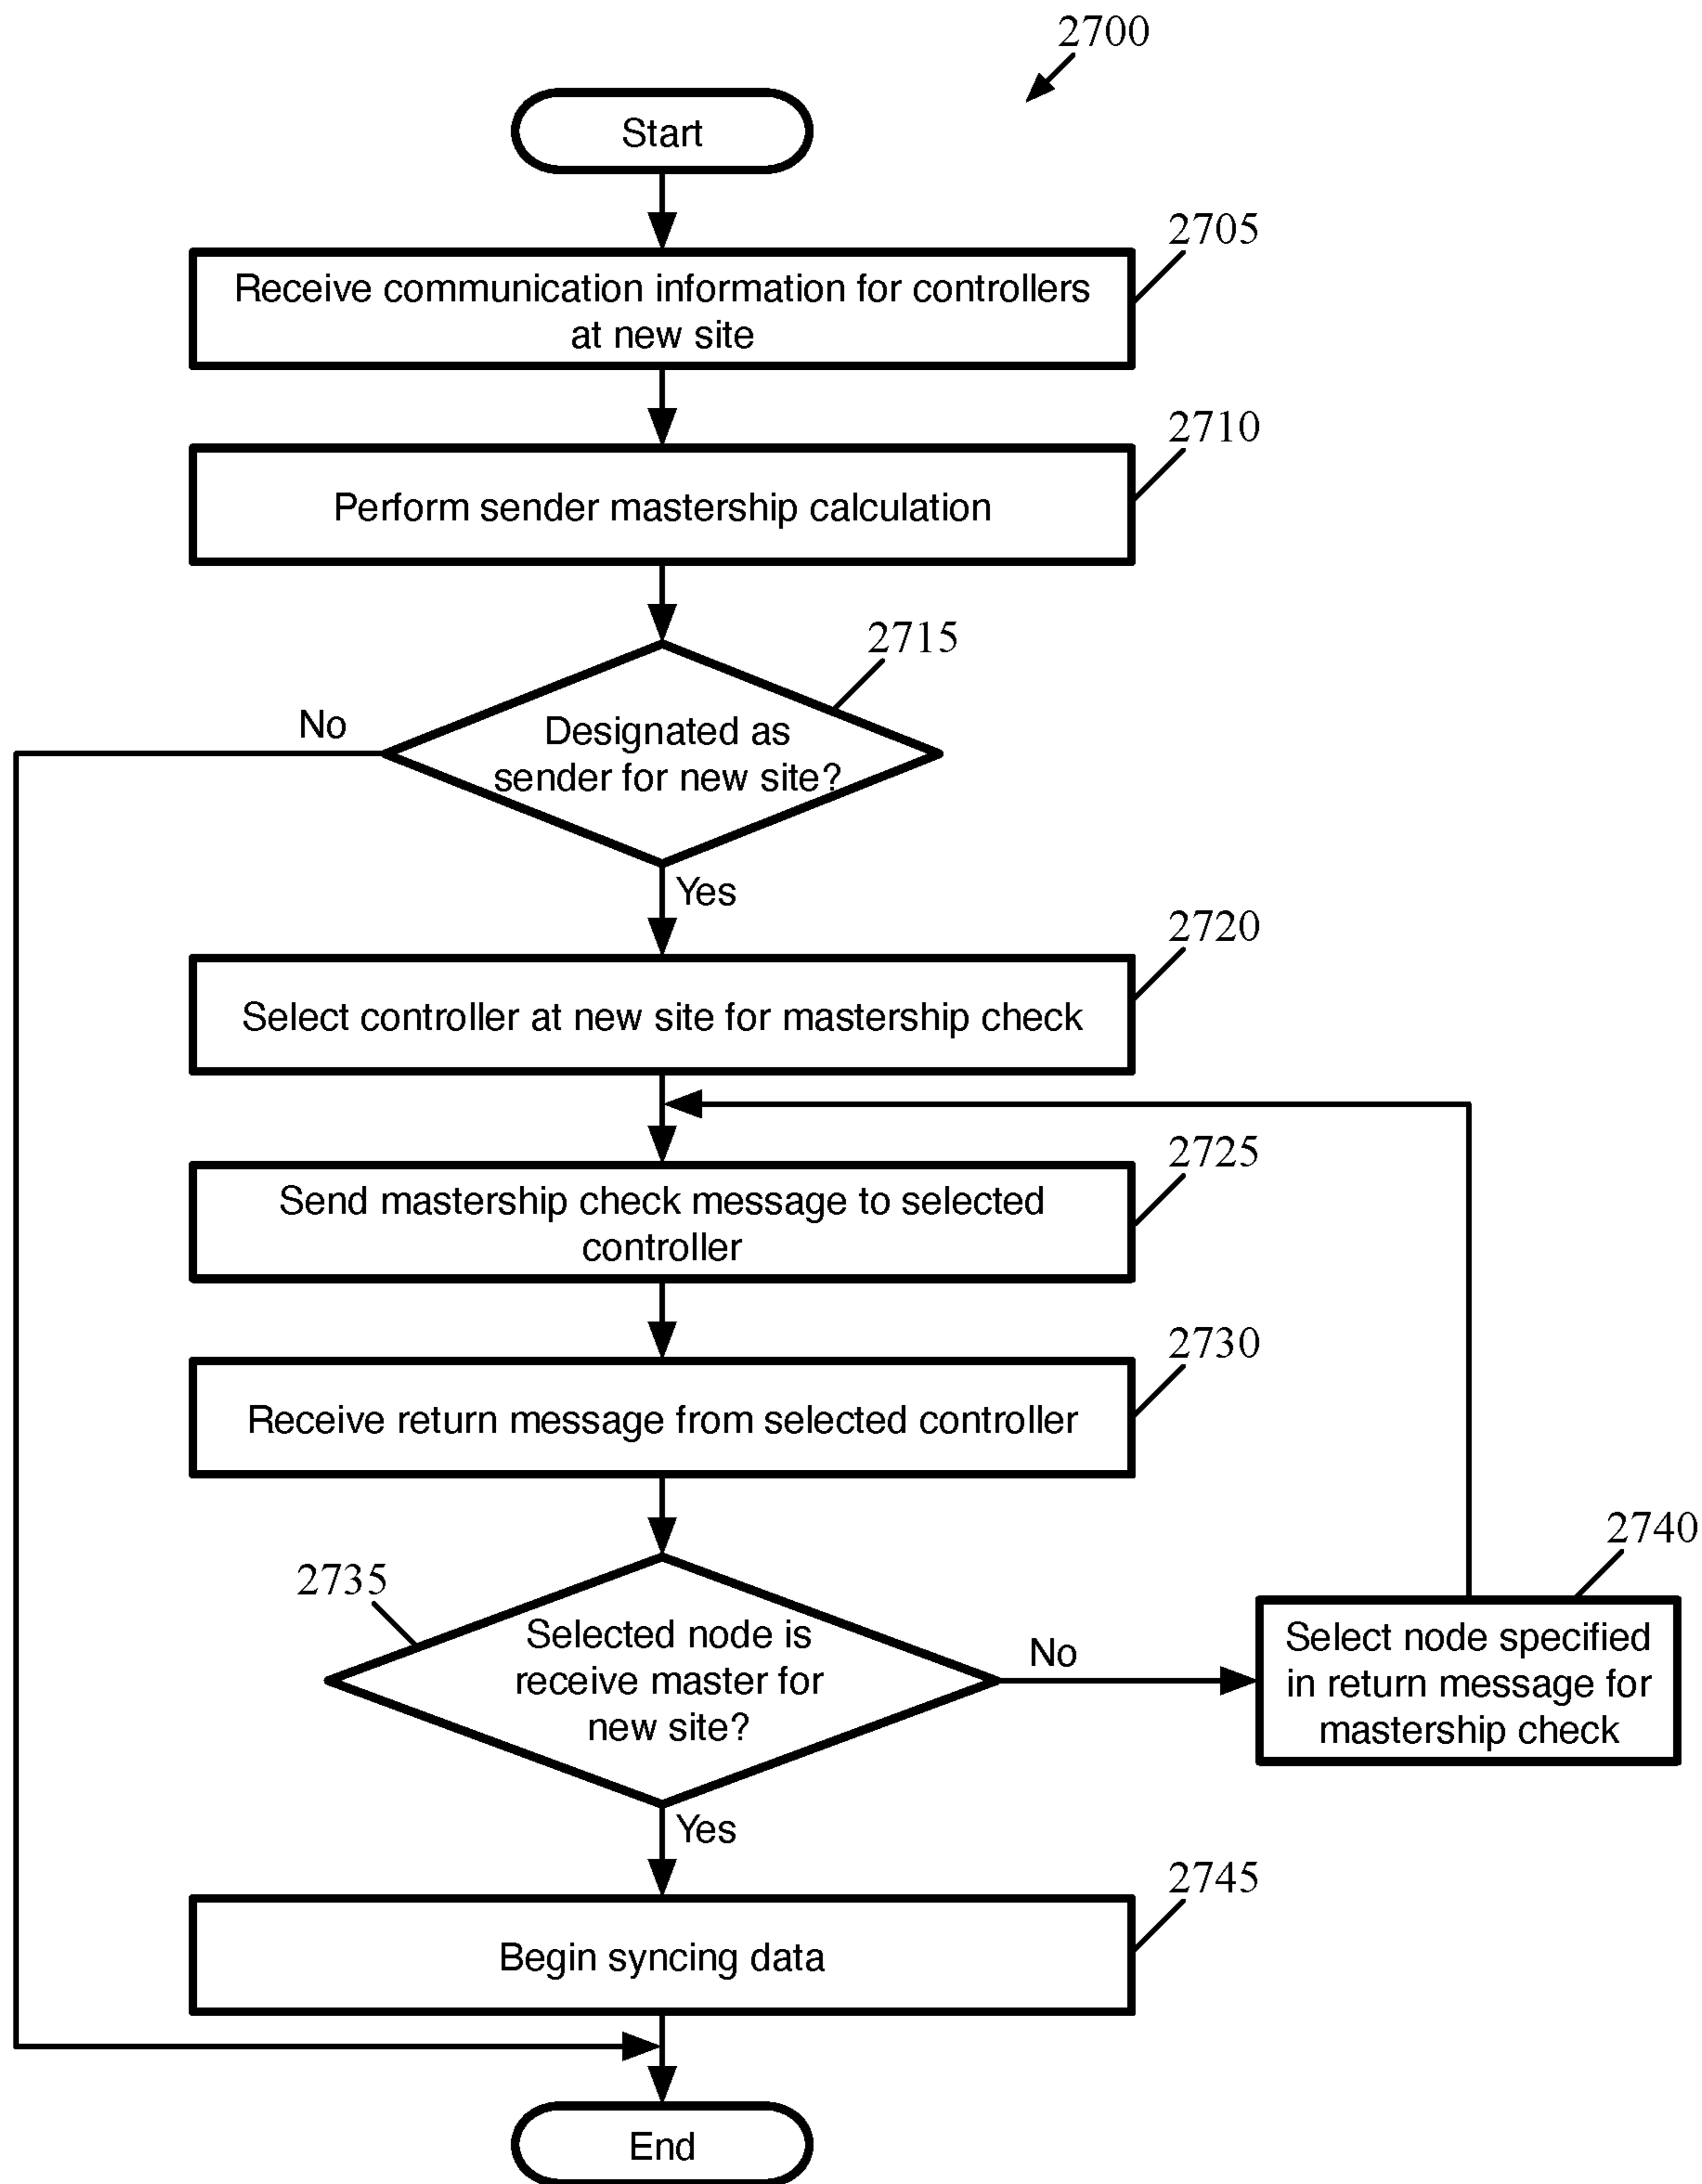 2700
Start
2705
Receive communication information for controllers
at new site
2710
Perform sender mastership calculation
2715
No
Designated as
sender for new site?
Yes
2720
Select controller at new site for mastership check
2725
Send mastership check message to selected
controller
2730
Receive return message from selected controller
2740
2735
Selected node is
receive master for
new site?
No
Select node specified
in return message for
mastership check
Yes
2745
Begin syncing data
End